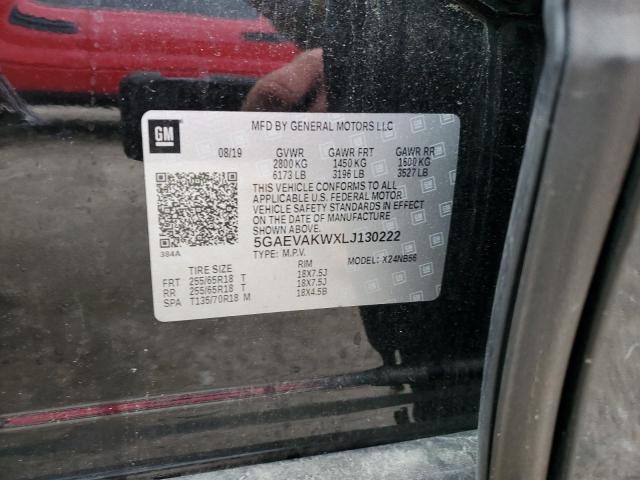 GM
MFD BY GENERAL MOTORS LLC
08/19 GVWR GAWR FRT GAWR RR
2800 KG 1450 KG 1600 KG
6173 LB 3196 LB 3527 LB
THIS VEHICLE CONFORMS TO ALL
APPLICABLE U.S. FEDERAL MOTOR
VEHICLE SAFETY STANDARDS IN
EFFECT ON THE DATE OF MANUFACTURE
SHOWN ABOVE.
5GAEVAKWXLJ130222
384A
TYPE: M.P.V. MODEL: X24NB56
TIRE SIZE RIM
FRT 255/65R18 T 18X7.5J
RR 255/65R18 T 18X7.5J
SPA T135/70R18 M 18X4.5B